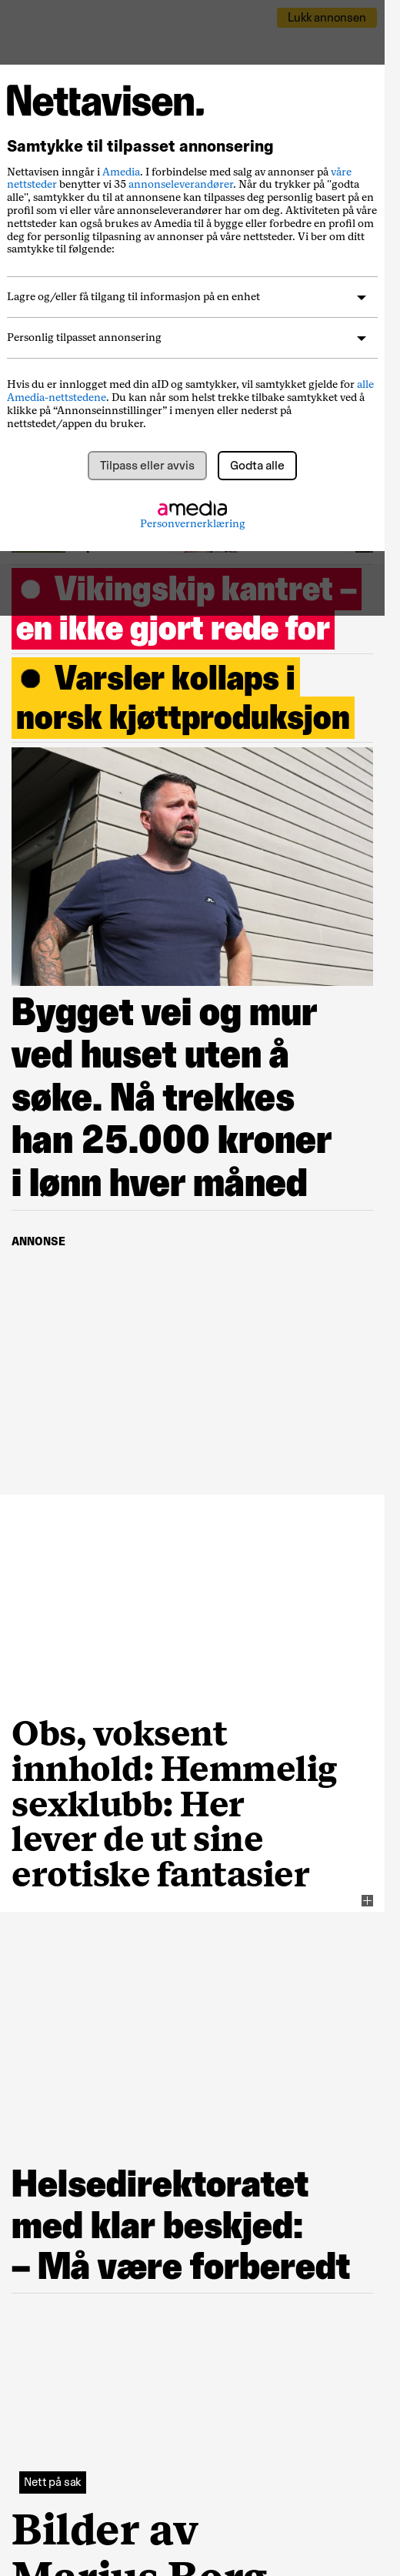 Lukk annonsen
Nettavisen.
Samtykke til tilpasset annonsering
Nettavisen inngår i Amedia. I forbindelse med salg av annonser på våre
nettsteder benytter vi 35 annonseleverandører. Når du trykker på "godta
alle", samtykker du til at annonsene kan tilpasses deg personlig basert på en
profil som vi eller våre annonseleverandører har om deg. Aktiviteten på våre
nettsteder kan også brukes av Amedia til å bygge eller forbedre en profil om
deg for personlig tilpasning av annonser på våre nettsteder. Vi ber om ditt
samtykke til følgende:
Lagre og/eller få tilgang til informasjon på en enhet
Personlig tilpasset annonsering
Hvis du er innlogget med din aID og samtykker, vil samtykket gjelde for alle
Amedia-nettstedene. Du kan når som helst trekke tilbake samtykket ved å
klikke på “Annonseinnstillinger” i menyen eller nederst på
nettstedet/appen du bruker.
Tilpass eller avvis
Godta alle
amedia
Personvernerklæring
Vikingskip kantret –
en ikke gjort rede for
Varsler kollaps i
norsk kjøttproduksjon
Bygget vei og mur
ved huset uten å
søke. Nå trekkes
han 25.000 kroner
i lønn hver måned
ANNONSE
Obs, voksent
innhold: Hemmelig
sexklubb: Her
lever de ut sine
erotiske fantasier
Helsedirektoratet
med klar beskjed:
– Må være forberedt
Nett på sak
Bilder av
Marius Borg